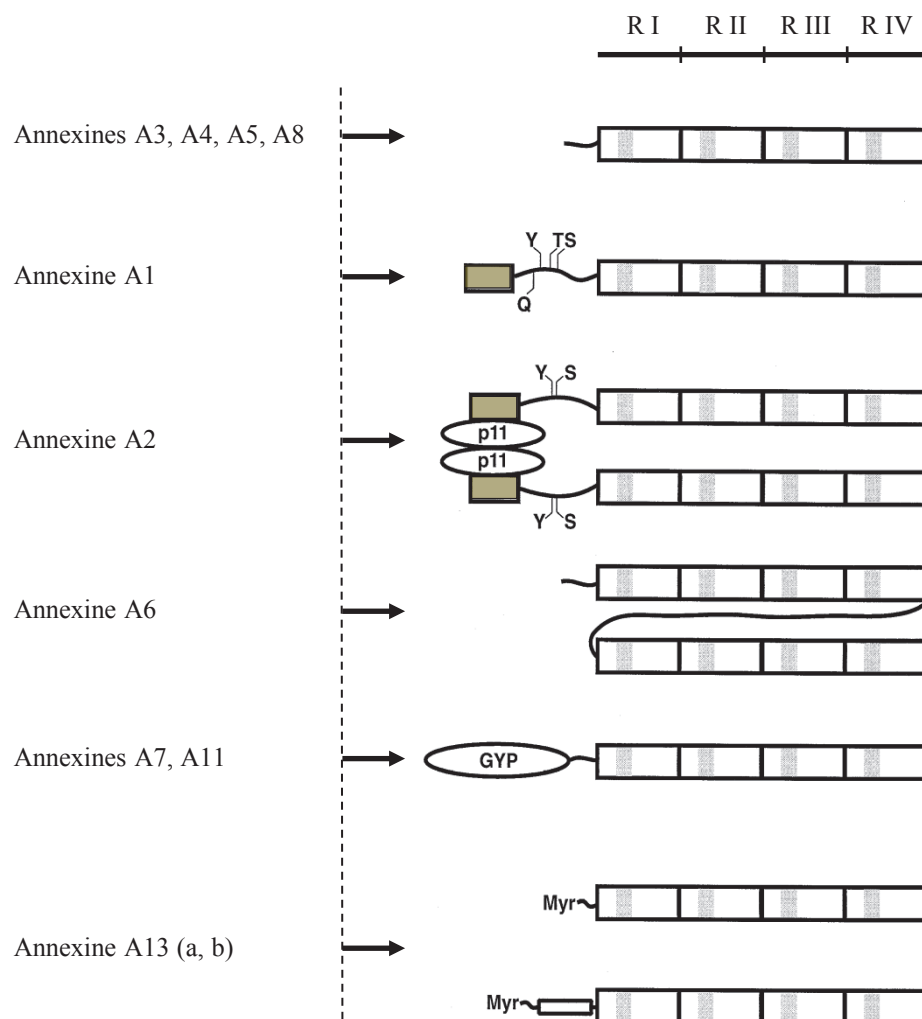 R I R II R III R IV
Annexines A3, A4, A5, A8
Y TS
Annexine A1
Q
Y S
Annexine A2
p11
p11
Y S
Annexine A6
Annexines A7, A11
GYP
Myr
Annexine A13 (a, b)
Myr